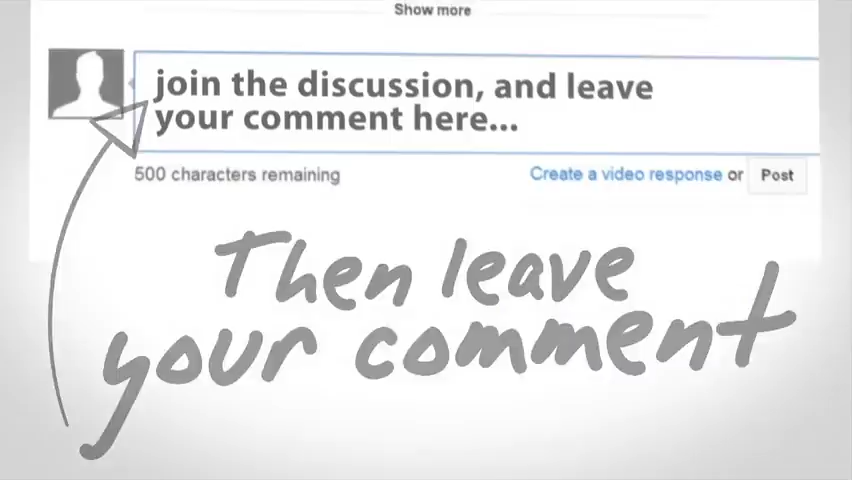 Show more
join the discussion, and leave
your comment here...
500 characters remaining
Create a video response or Post
Then leave
your comment